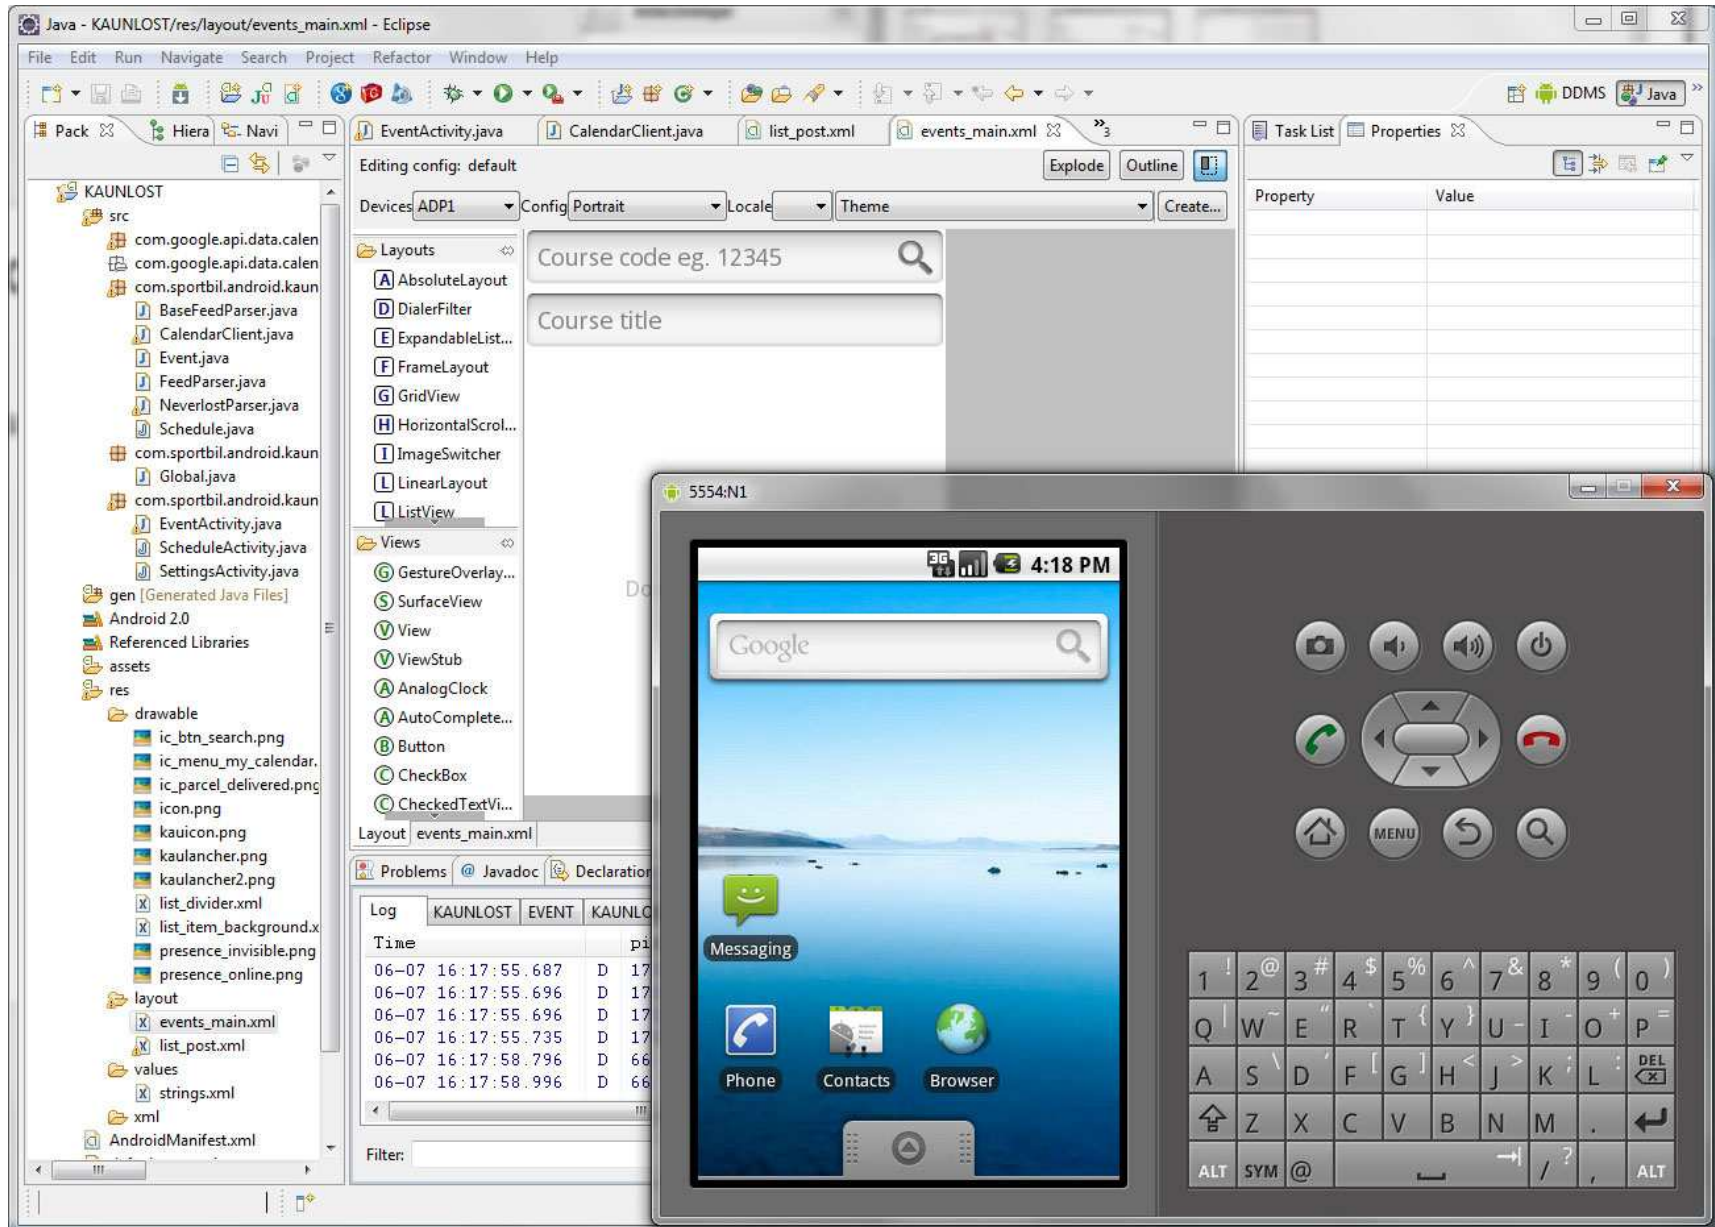 Java - KAUNLOST/res/layout/events_main.xml - Eclipse
File Edit Run Navigate Search Project Refactor Window Help
DDMS Java
Pack Hiera Navi
EventActivity.java CalendarClient.java list_post.xml events_main.xml 3
Task List Properties
Editing config: default Explode Outline
Devices ADP1 Config Portrait Locale Theme Create...
Property Value
KAUNLOST
src
com.google.api.data.calen
com.google.api.data.calen
com.sportbil.android.kaun
BaseFeedParser.java
CalendarClient.java
Event.java
FeedParser.java
NeverlostParser.java
Schedule.java
com.sportbil.android.kaun
Global.java
com.sportbil.android.kaun
EventActivity.java
ScheduleActivity.java
SettingsActivity.java
gen [Generated Java Files]
Android 2.0
Referenced Libraries
assets
res
drawable
ic_btn_search.png
ic_menu_my_calendar.
ic_parcel_delivered.png
icon.png
kauicon.png
kaulancher.png
kaulancher2.png
list_divider.xml
list_item_background.x
presence_invisible.png
presence_online.png
layout
events_main.xml
list_post.xml
values
strings.xml
xml
AndroidManifest.xml
Layouts
A AbsoluteLayout
D DialerFilter
E ExpandableList...
F FrameLayout
G GridView
H HorizontalScrol...
I ImageSwitcher
L LinearLayout
L ListView
Views
G GestureOverlay...
S SurfaceView
V View
V ViewStub
A AnalogClock
A AutoComplete...
B Button
C CheckBox
C CheckedTextVi...
Course code eg. 12345
Course title
Do
Layout events_main.xml
Problems @ Javadoc Declaration
Log KAUNLOST EVENT KAUNLO
Time pi
06-07 16:17:55.687 D 17
06-07 16:17:55.696 D 17
06-07 16:17:55.696 D 17
06-07 16:17:55.735 D 17
06-07 16:17:58.796 D 66
06-07 16:17:58.996 D 66
Filter:
5554:N1
3G 4:18 PM
Google
Messaging
Phone Contacts Browser
MENU
1 ! 2 @ 3 # 4 $ 5 % 6 ^ 7 & 8 * 9 ( 0 )
Q | W ~ E " R ` T { Y } U - I - O + P =
A S \ D ' F [ G ] H < J > K ; L : DEL
Z X C V B N M .
ALT SYM @ / ? , ALT